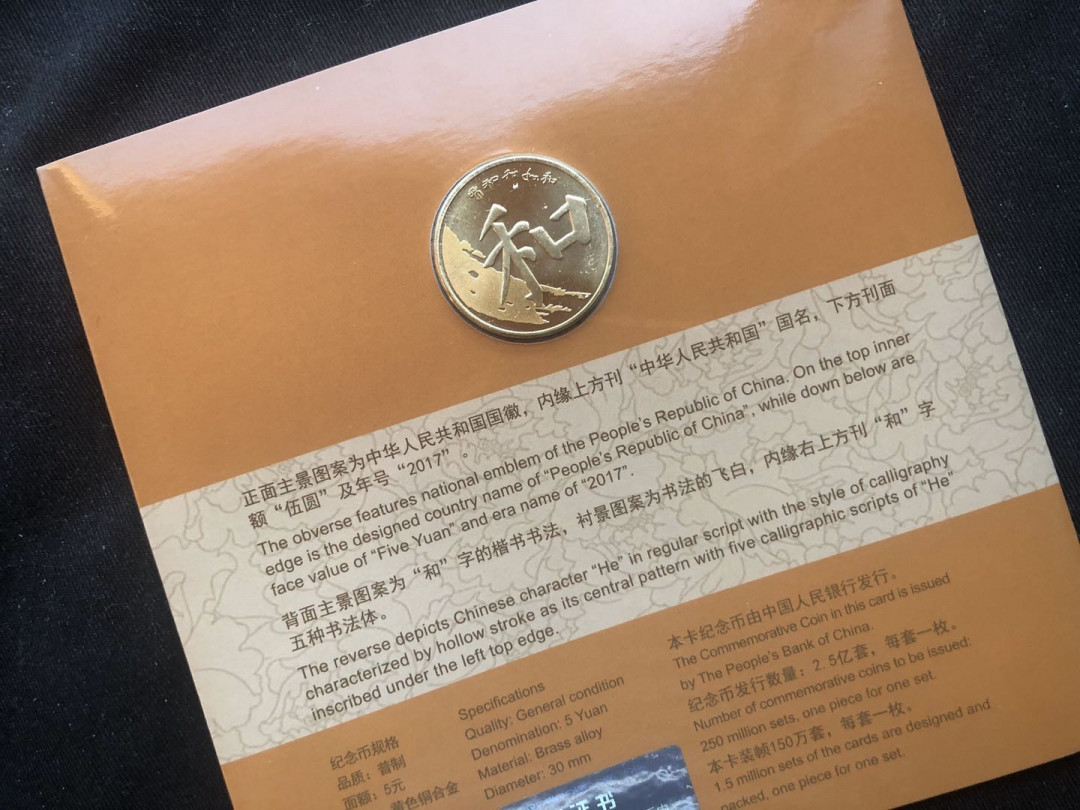 和
正面主景图案为中华人民共和国国徽，内缘上方刊“中华人民共和国”国名，下方刊面
额“伍圆”及年号“2017”。
The obverse features national emblem of the People's Republic of China. On the top inner
edge is the designed country name of “People's Republic of China”, while down below are
face value of “Five Yuan” and era name of “2017”.
背面主景图案为“和”字的楷书书法，衬景图案为书法的飞白，内缘右上方刊“和”字
五种书法体。
The reverse depicts Chinese character “He” in regular script with the style of calligraphy
characterized by hollow stroke as its central pattern with five calligraphic scripts of “He”
inscribed under the left top edge.
纪念币规格
品质：普制
面额：5元
黄色铜合金
Specifications
Quality: General condition
Denomination: 5 Yuan
Material: Brass alloy
Diameter: 30 mm
本卡纪念币由中国人民银行发行。
The Commemorative Coin in this card is issued
by The People's Bank of China.
纪念币发行数量：2.5亿套，每套一枚。
Number of commemorative coins to be issued:
250 million sets, one piece for one set.
本卡装帧150万套，每套一枚。
1.5 million sets of the cards are designed and
packed, one piece for one set.
证书